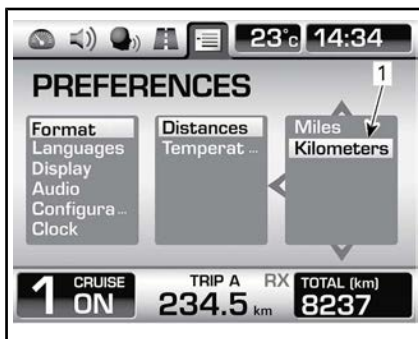 23°c 14:34
1
PREFERENCES
Format
Languages
Display
Audio
Configura ...
Clock
Distances
Temperat ...
Miles
Kilometers
1 CRUISE ON
TRIP A
234.5 km
RX
TOTAL (km)
8237